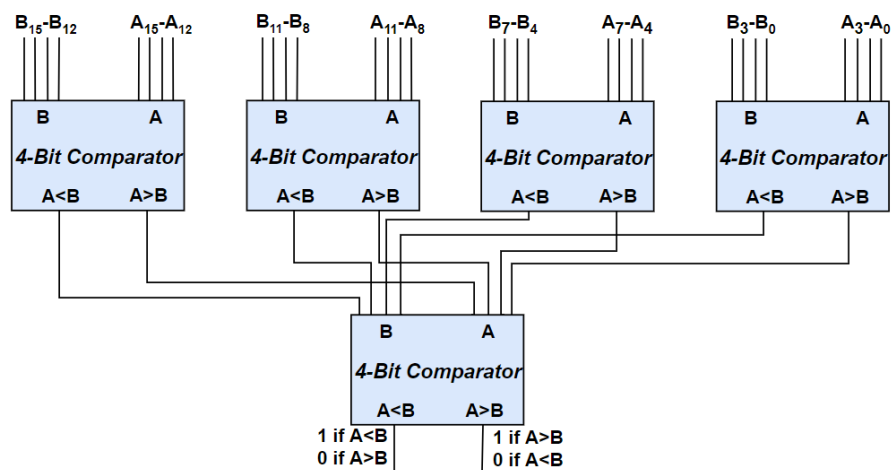 B₁₅-B₁₂ A₁₅-A₁₂ B₁₁-B₈ A₁₁-A₈ B₇-B₄ A₇-A₄ B₃-B₀ A₃-A₀
B A B A B A B A
4-Bit Comparator 4-Bit Comparator 4-Bit Comparator 4-Bit Comparator
A<B A>B A<B A>B A<B A>B A<B A>B
B A
4-Bit Comparator
A<B A>B
1 if A<B 1 if A>B
0 if A>B 0 if A<B